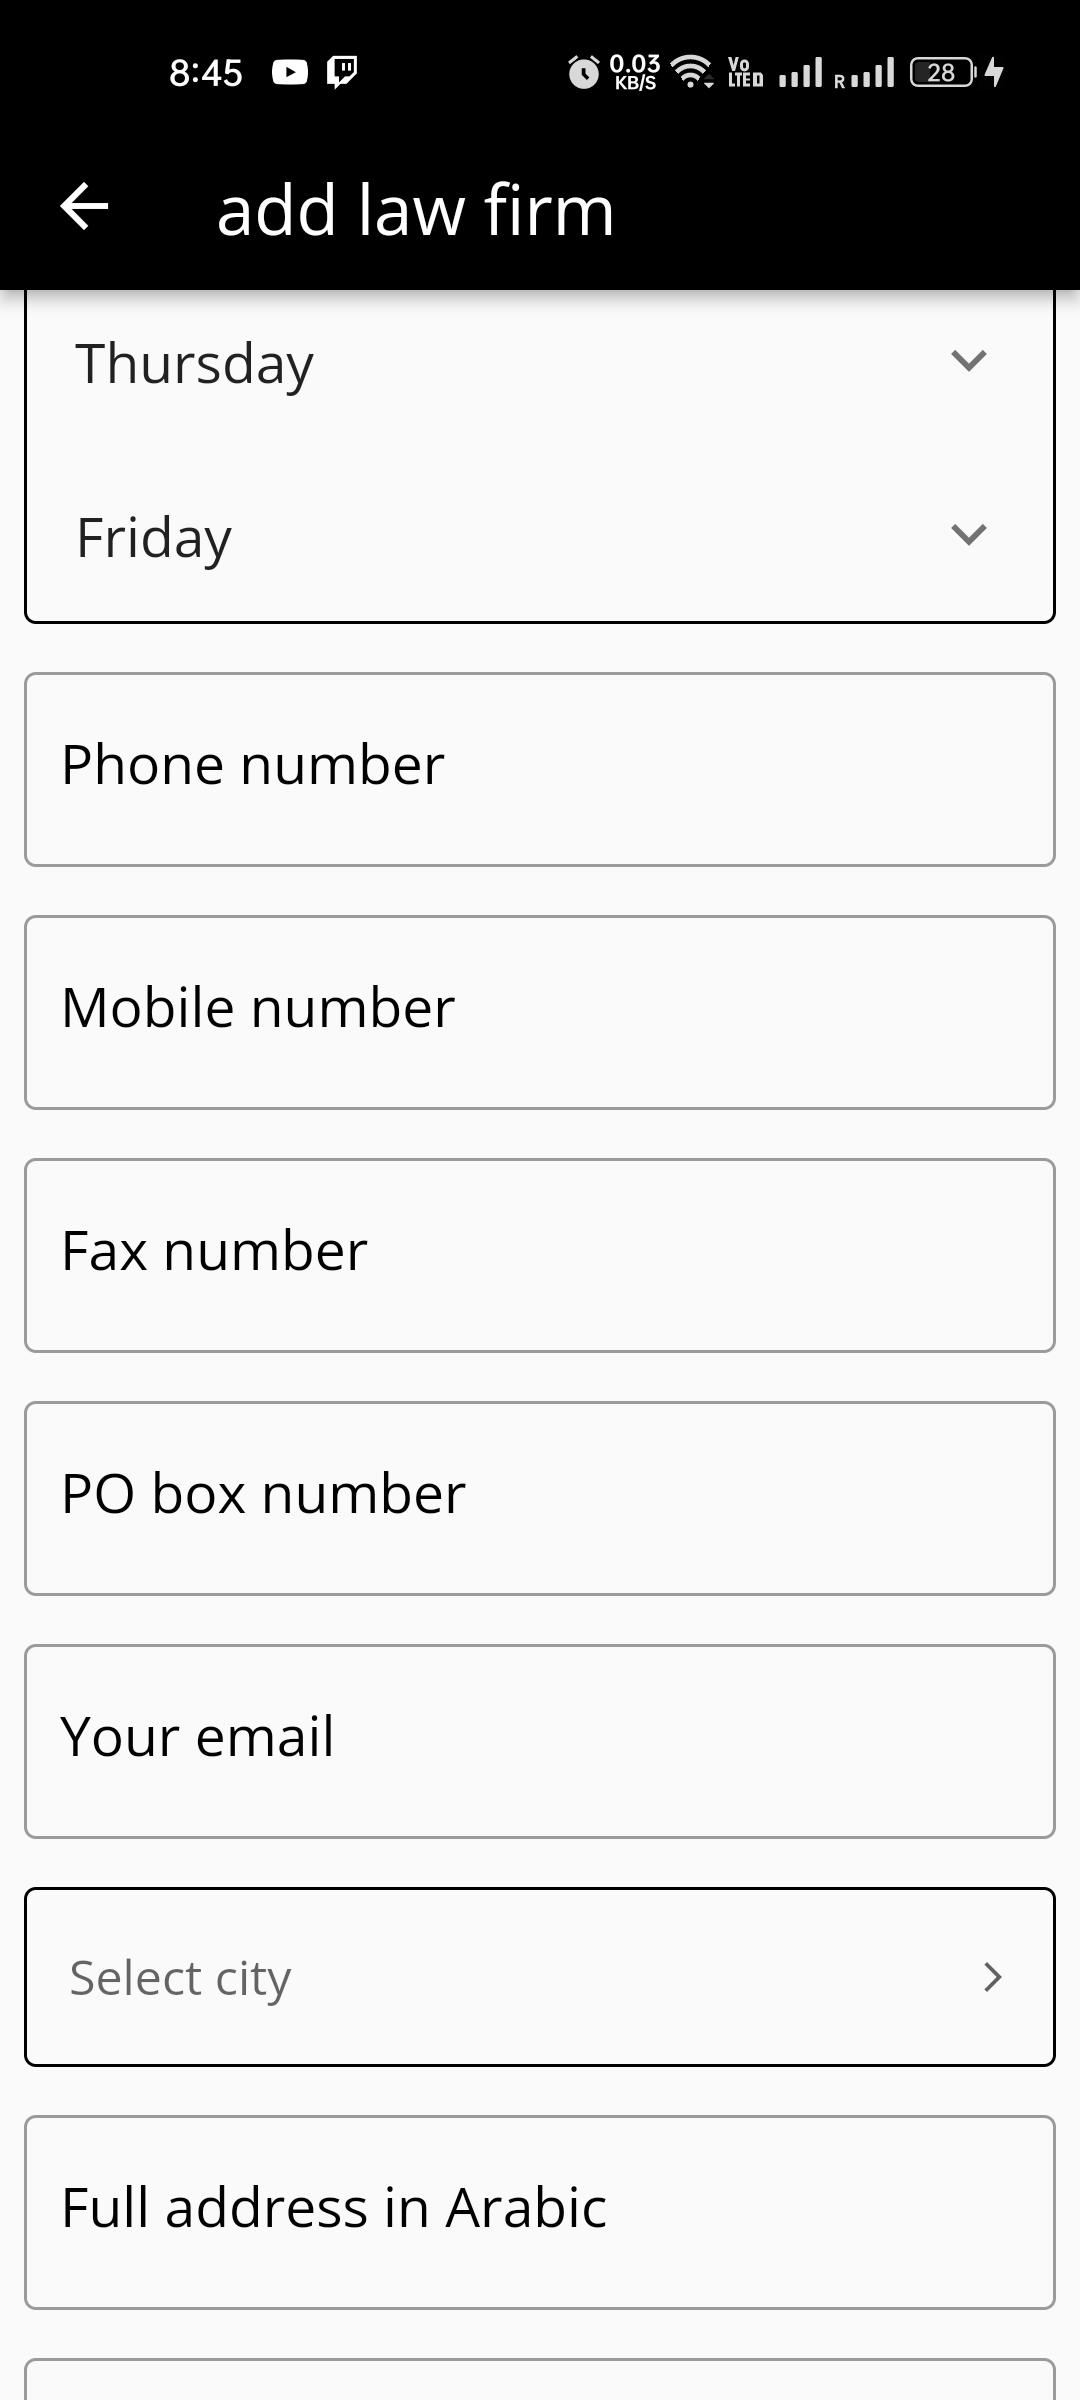 8:45 0.03 KB/S Vo LTED R 28
add law firm
Thursday
Friday
Phone number
Mobile number
Fax number
PO box number
Your email
Select city
Full address in Arabic